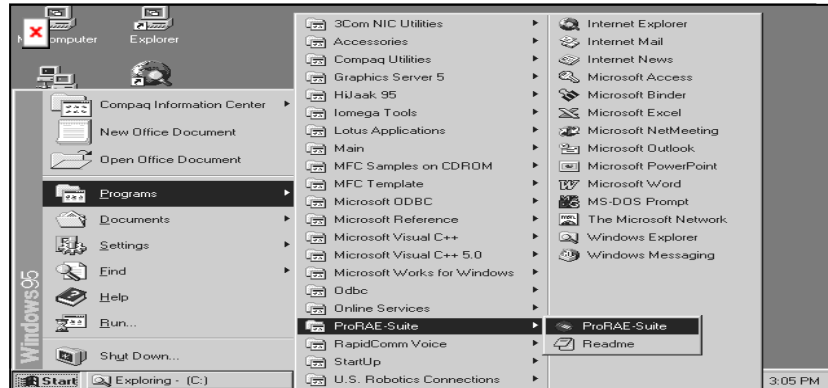 Computer
Explorer
Compaq Information Center
New Office Document
Open Office Document
Programs
Documents
Settings
Find
Help
Run...
Shut Down...
Windows95
3Com NIC Utilities
Accessories
Compaq Utilities
Graphics Server 5
HiJaak 95
Iomega Tools
Lotus Applications
Main
MFC Samples on CDROM
MFC Template
Microsoft ODBC
Microsoft Reference
Microsoft Visual C++
Microsoft Visual C++ 5.0
Microsoft Works for Windows
Odbc
Online Services
ProRAE-Suite
RapidComm Voice
StartUp
U.S. Robotics Connections
Internet Explorer
Internet Mail
Internet News
Microsoft Access
Microsoft Binder
Microsoft Excel
Microsoft NetMeeting
Microsoft Outlook
Microsoft PowerPoint
Microsoft Word
MS-DOS Prompt
The Microsoft Network
Windows Explorer
Windows Messaging
ProRAE-Suite
Readme
Start
Exploring - (C:)
3:05 PM